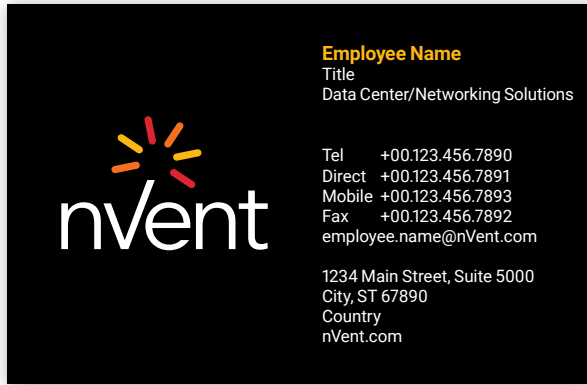 nVent
Employee Name
Title
Data Center/Networking Solutions
Tel +00.123.456.7890
Direct +00.123.456.7891
Mobile +00.123.456.7893
Fax +00.123.456.7892
employee.name@nVent.com
1234 Main Street, Suite 5000
City, ST 67890
Country
nVent.com